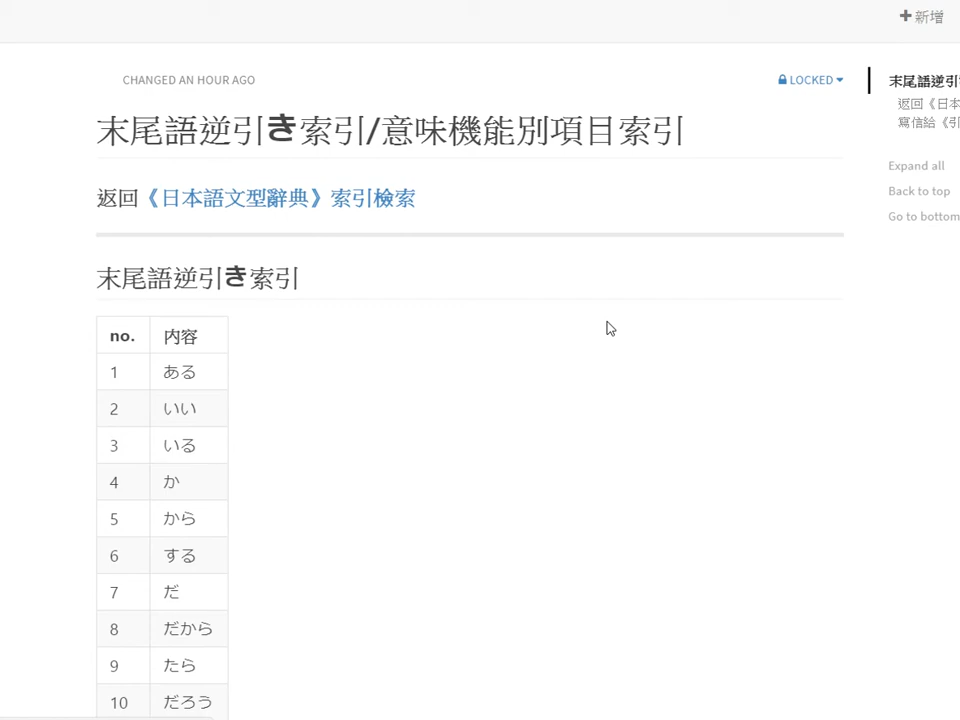 新增
CHANGED AN HOUR AGO
LOCKED
末尾語逆引き索引/意味機能別項目索引
返回《日本語文型辭典》索引檢索
末尾語逆引き索引
no. 内容
1 ある
2 いい
3 いる
4 か
5 から
6 する
7 だ
8 だから
9 たら
10 だろう
末尾語逆引
返回《日本
寫信給《引
Expand all
Back to top
Go to bottom